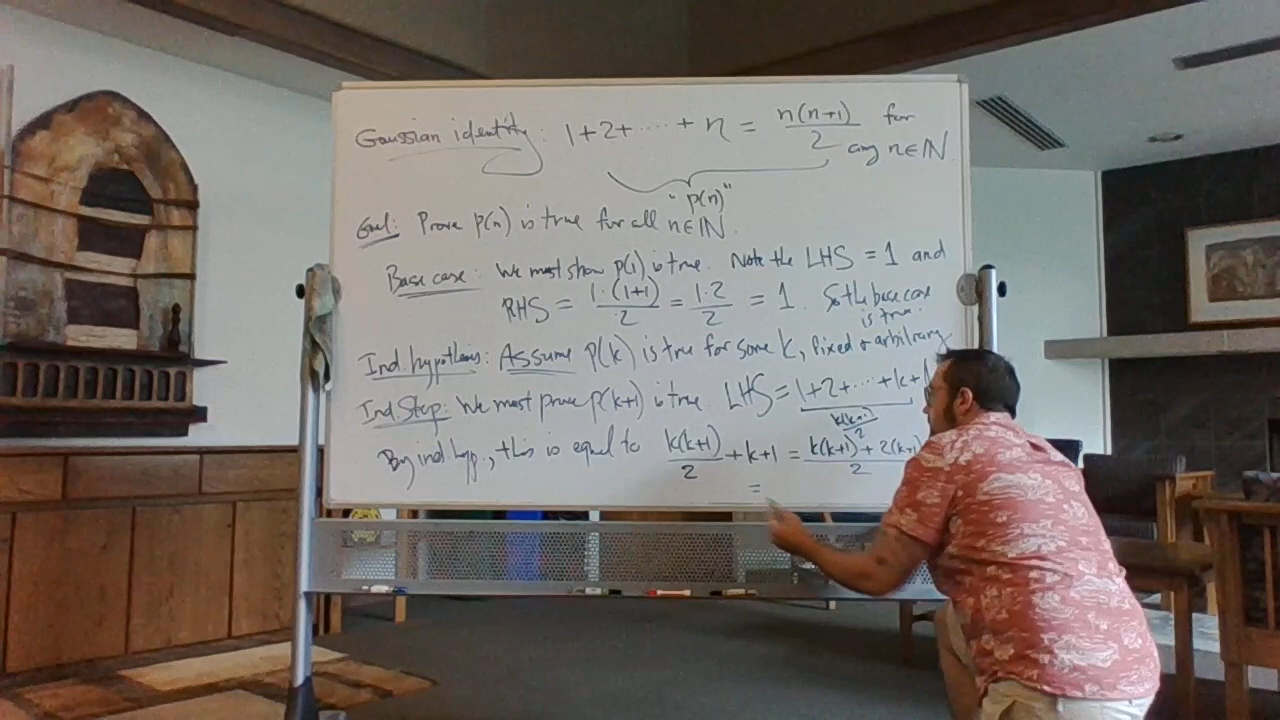 Gaussian identity: 1+2+ ····· + n = n(n+1)/2 for any n∈ℕ.
"p(n)"
Goal: Prove p(n) is true for all n∈ℕ.
Base case: We must show p(1) is true. Note the LHS = 1 and
RHS = 1·(1+1)/2 = 1·2/2 = 1. So the base case is true.
Ind. hypothesis: Assume p(k) is true for some k, fixed + arbitrary
Ind Step: We must prove p(k+1) is true. LHS = 1+2+ ··· +k+1
k(k+1)/2
By ind. hyp., this is equal to k(k+1)/2 + k+1 = k(k+1) + 2(k+1)/2
=